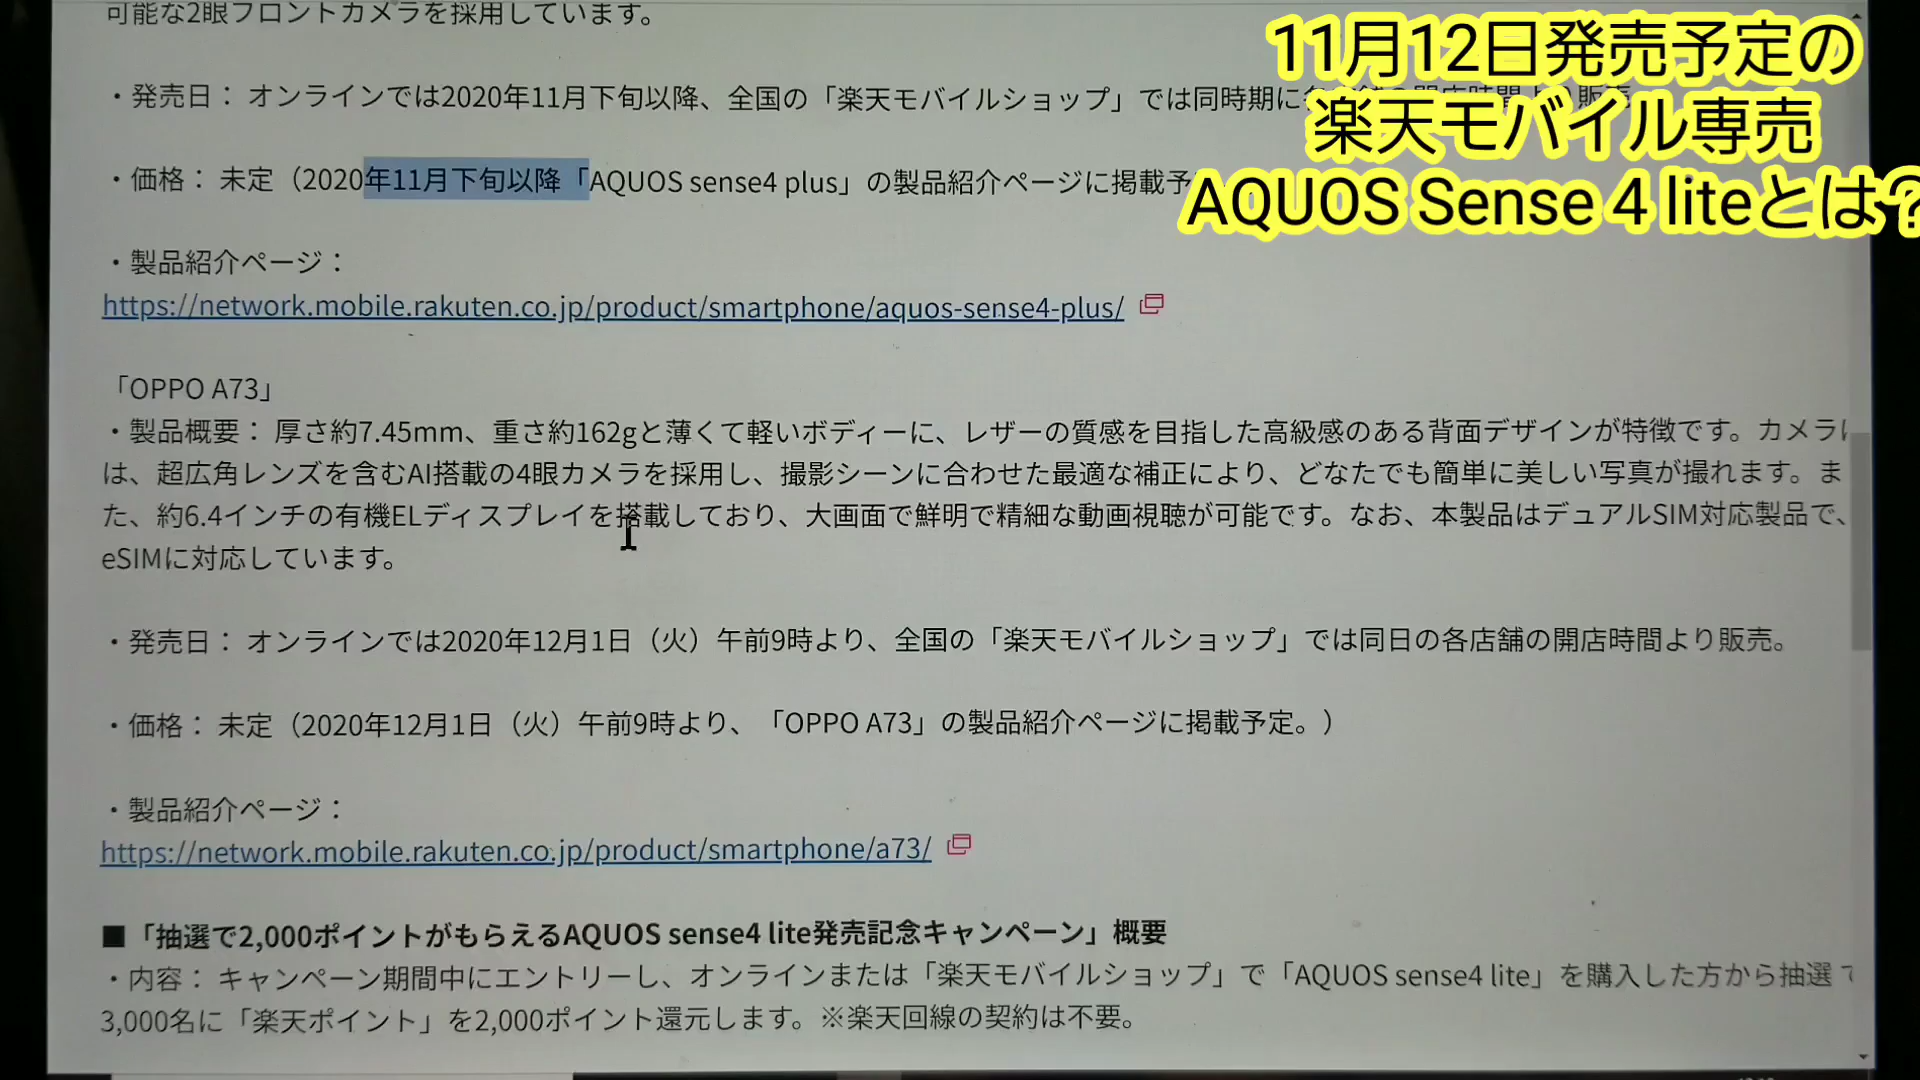 可能な2眼フロントカメラを採用しています。
11月12日発売予定の
楽天モバイル専売
AQUOS Sense 4 liteとは?
・発売日： オンラインでは2020年11月下旬以降、全国の「楽天モバイルショップ」では同時期に
・価格： 未定（2020年11月下旬以降「AQUOS sense4 plus」の製品紹介ページに掲載予
・製品紹介ページ：
https://network.mobile.rakuten.co.jp/product/smartphone/aquos-sense4-plus/
「OPPO A73」
・製品概要： 厚さ約7.45mm、重さ約162gと薄くて軽いボディーに、レザーの質感を目指した高級感のある背面デザインが特徴です。カメラに
は、超広角レンズを含むAI搭載の4眼カメラを採用し、撮影シーンに合わせた最適な補正により、どなたでも簡単に美しい写真が撮れます。ま
た、約6.4インチの有機ELディスプレイを搭載しており、大画面で鮮明で精細な動画視聴が可能です。なお、本製品はデュアルSIM対応製品で、
eSIMに対応しています。
・発売日： オンラインでは2020年12月1日（火）午前9時より、全国の「楽天モバイルショップ」では同日の各店舗の開店時間より販売。
・価格： 未定（2020年12月1日（火）午前9時より、「OPPO A73」の製品紹介ページに掲載予定。）
・製品紹介ページ：
https://network.mobile.rakuten.co.jp/product/smartphone/a73/
■「抽選で2,000ポイントがもらえるAQUOS sense4 lite発売記念キャンペーン」概要
・内容： キャンペーン期間中にエントリーし、オンラインまたは「楽天モバイルショップ」で「AQUOS sense4 lite」を購入した方から抽選で
3,000名に「楽天ポイント」を2,000ポイント還元します。※楽天回線の契約は不要。